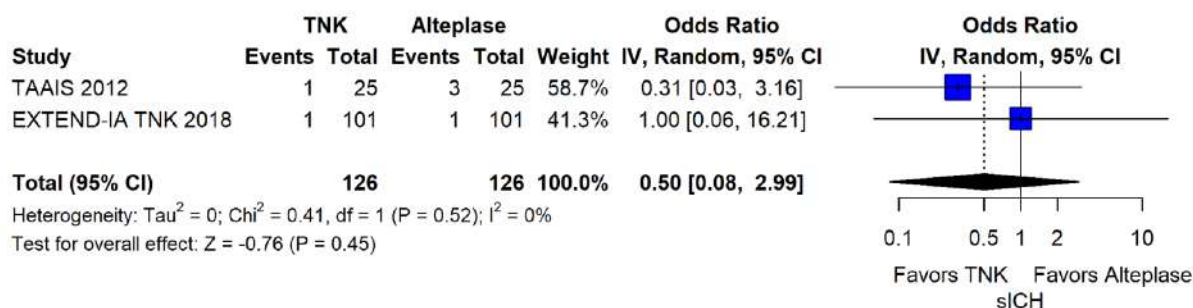 TNK Alteplase Odds Ratio Odds Ratio
Study Events Total Events Total Weight IV, Random, 95% CI IV, Random, 95% CI
TAAIS 2012 1 25 3 25 58.7% 0.31 [0.03, 3.16]
EXTEND-IA TNK 2018 1 101 1 101 41.3% 1.00 [0.06, 16.21]
Total (95% CI) 126 126 100.0% 0.50 [0.08, 2.99]
Heterogeneity: Tau² = 0; Chi² = 0.41, df = 1 (P = 0.52); I² = 0%
Test for overall effect: Z = -0.76 (P = 0.45)
0.1 0.5 1 2 10
Favors TNK Favors Alteplase
sICH